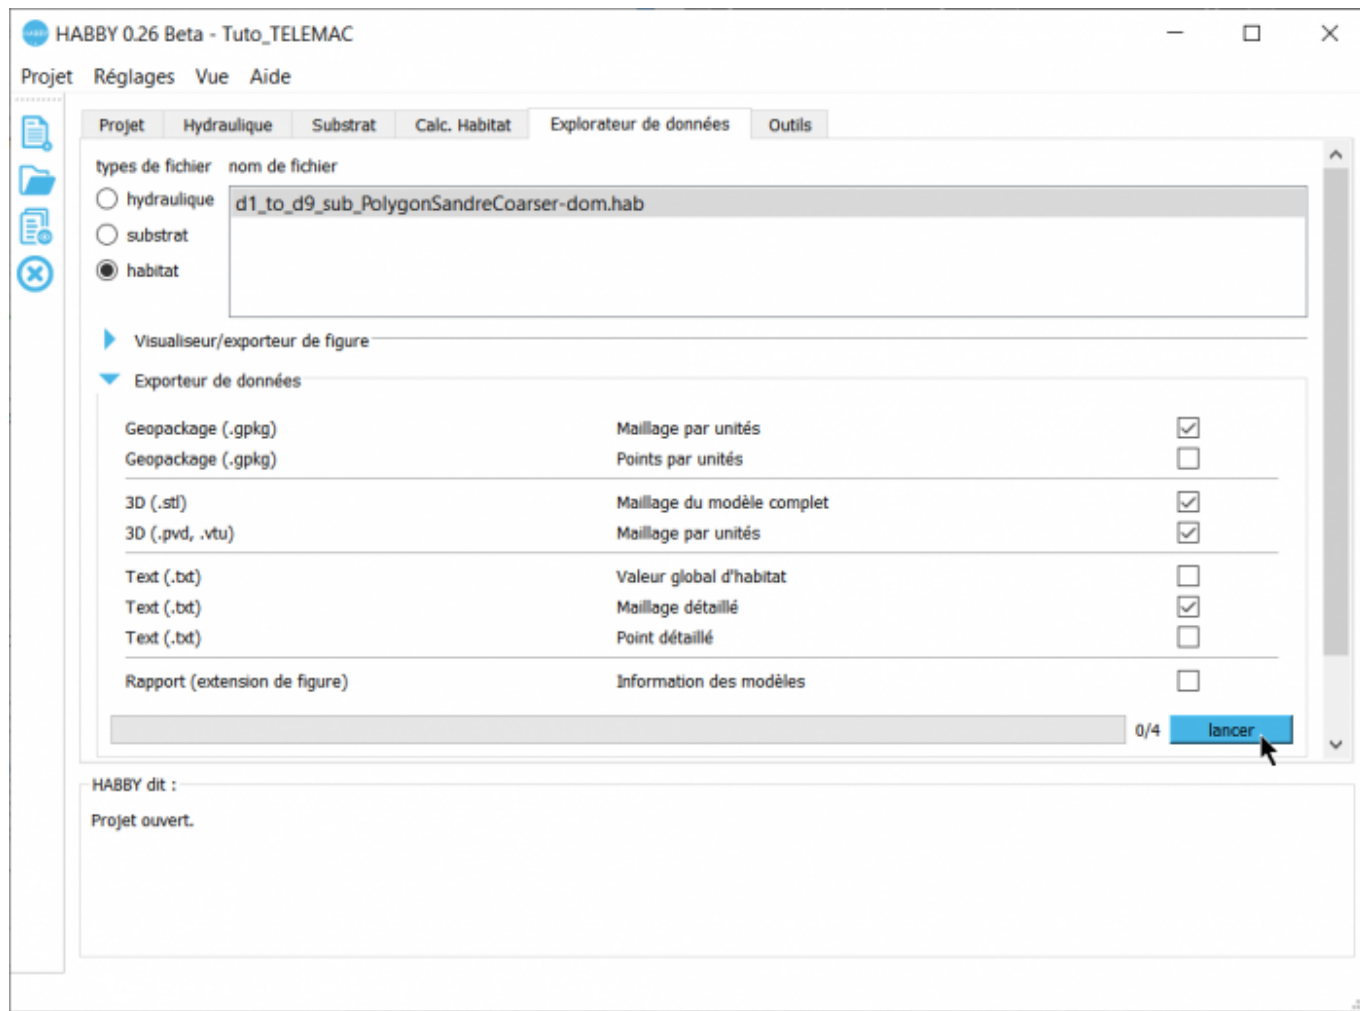 HABBY 0.26 Beta - Tuto_TELEMAC
Projet Réglages Vue Aide
Projet Hydraulique Substrat Calc. Habitat Explorateur de données Outils
types de fichier nom de fichier
hydraulique d1_to_d9_sub_PolygonSandreCoarser-dom.hab
substrat
habitat
Visualiseur/exporteur de figure
Exporteur de données
Geopackage (.gpkg) Maillage par unités
Geopackage (.gpkg) Points par unités
3D (.stl) Maillage du modèle complet
3D (.pvd, .vtu) Maillage par unités
Text (.txt) Valeur global d'habitat
Text (.txt) Maillage détaillé
Text (.txt) Point détaillé
Rapport (extension de figure) Information des modèles
0/4 lancer
HABBY dit :
Projet ouvert.